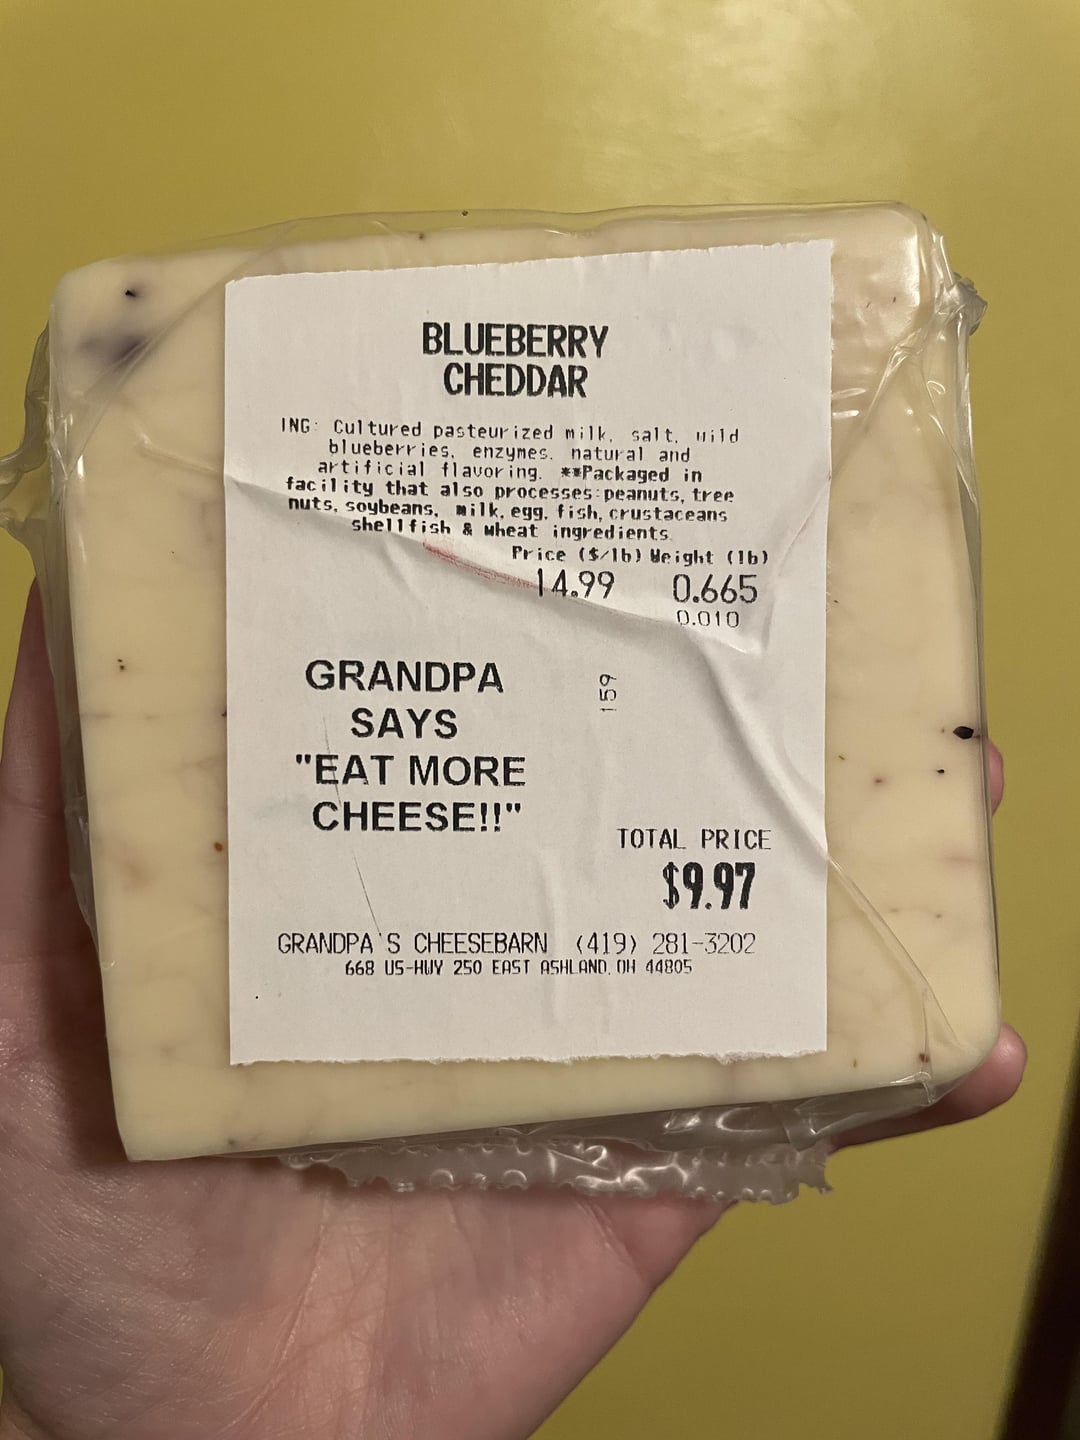 BLUEBERRY
CHEDDAR
ING: Cultured pasteurized milk, salt, wild
blueberries, enzymes, natural and
artificial flavoring. **Packaged in
facility that also processes:peanuts, tree
nuts, soybeans, milk, egg, fish, crustaceans
shellfish & wheat ingredients.
Price ($/lb) Weight (lb)
14.99 0.665
0.010
GRANDPA
SAYS
"EAT MORE
CHEESE!!"
159
TOTAL PRICE
$9.97
GRANDPA'S CHEESEBARN (419) 281-3202
668 US-HWY 250 EAST ASHLAND, OH 44805